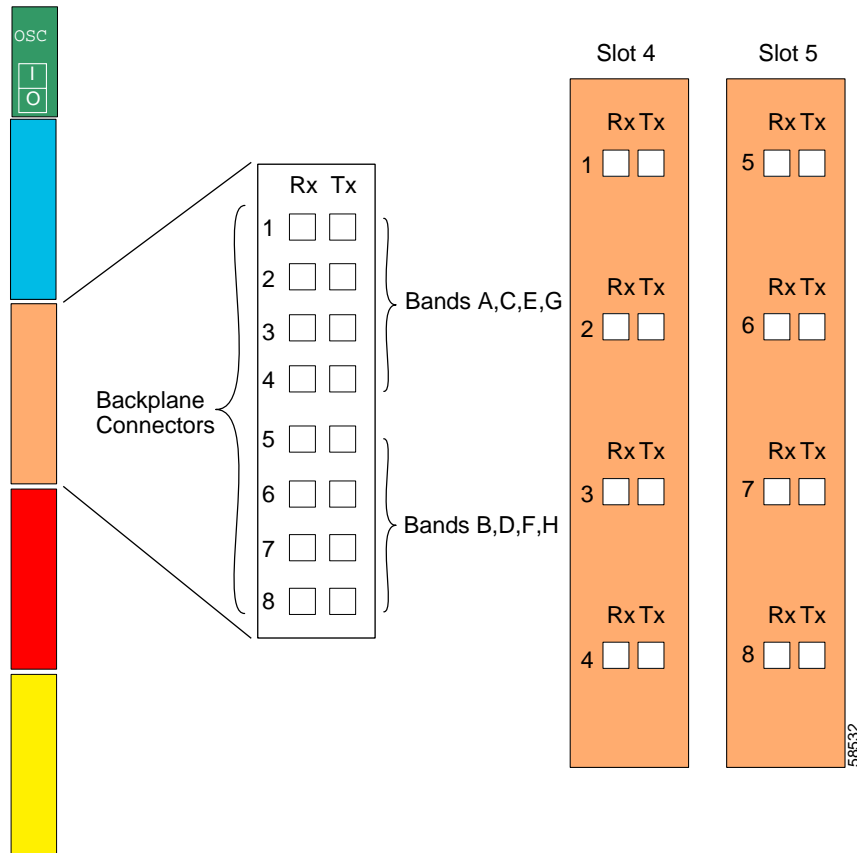 OSC
I
O
Rx Tx
1
2
3
4
5
6
7
8
Backplane
Connectors
Bands A,C,E,G
Bands B,D,F,H
Slot 4
Rx Tx
1
Rx Tx
2
Rx Tx
3
Rx Tx
4
Slot 5
Rx Tx
5
Rx Tx
6
Rx Tx
7
Rx Tx
8
58532